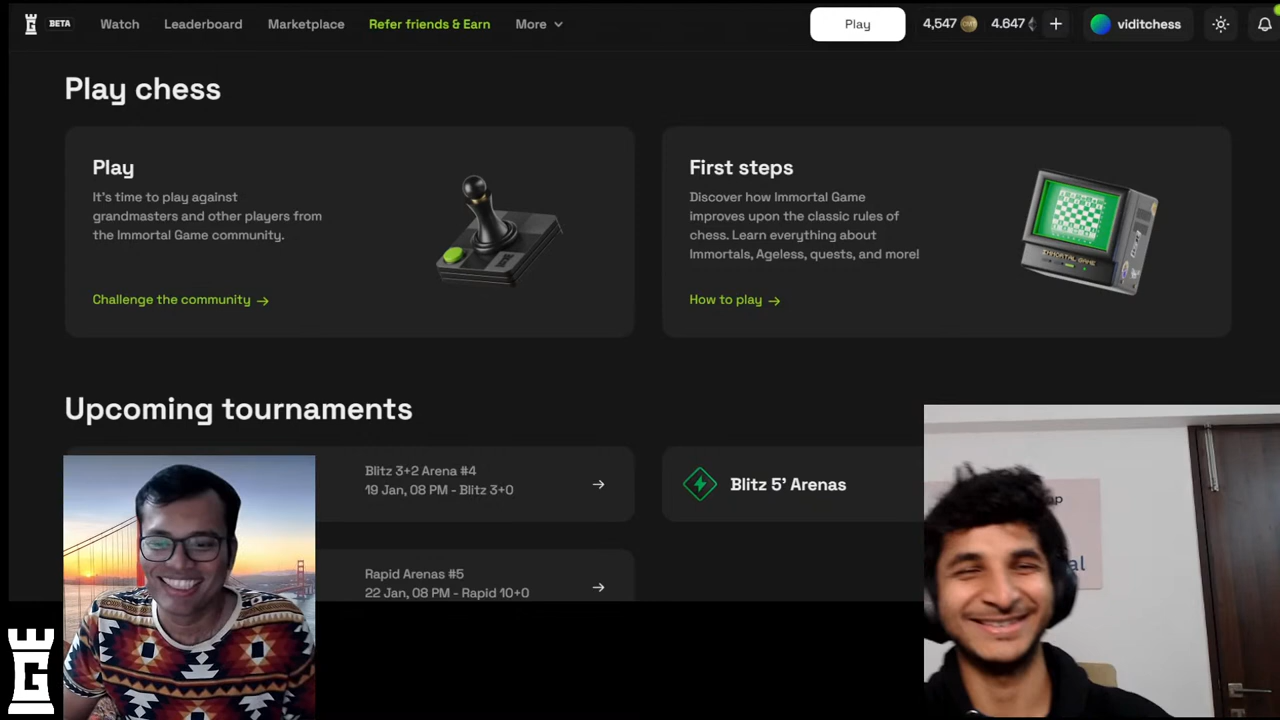 BETA
Watch
Leaderboard
Marketplace
Refer friends & Earn
More
Play
4,547
4.647
viditchess
Play chess
Play
It's time to play against
grandmasters and other players from
the Immortal Game community.
Challenge the community →
First steps
Discover how Immortal Game
improves upon the classic rules of
chess. Learn everything about
Immortals, Ageless, quests, and more!
How to play →
IMMORTAL GAME
Upcoming tournaments
Blitz 3+2 Arena #4
19 Jan, 08 PM - Blitz 3+0
Blitz 5' Arenas
Rapid Arenas #5
22 Jan, 08 PM - Rapid 10+0
G